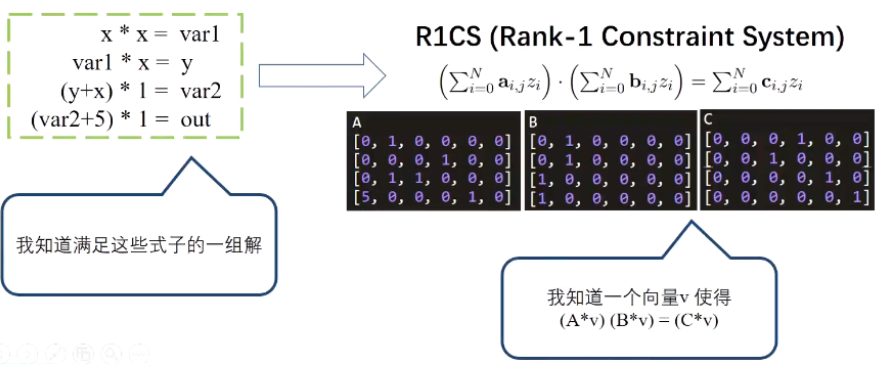 x * x = var1
var1 * x = y
(y+x) * 1 = var2
(var2+5) * 1 = out
R1CS (Rank-1 Constraint System)
(∑_{i=0}^{N} a_{i,j}z_i) · (∑_{i=0}^{N} b_{i,j}z_i) = ∑_{i=0}^{N} c_{i,j}z_i
A
[0, 1, 0, 0, 0, 0]
[0, 0, 0, 1, 0, 0]
[0, 1, 1, 0, 0, 0]
[5, 0, 0, 0, 1, 0]
B
[0, 1, 0, 0, 0, 0]
[0, 1, 0, 0, 0, 0]
[1, 0, 0, 0, 0, 0]
[1, 0, 0, 0, 0, 0]
C
[0, 0, 0, 1, 0, 0]
[0, 0, 1, 0, 0, 0]
[0, 0, 0, 0, 1, 0]
[0, 0, 0, 0, 0, 1]
我知道满足这些式子的一组解
我知道一个向量v 使得
(A*v) (B*v) = (C*v)